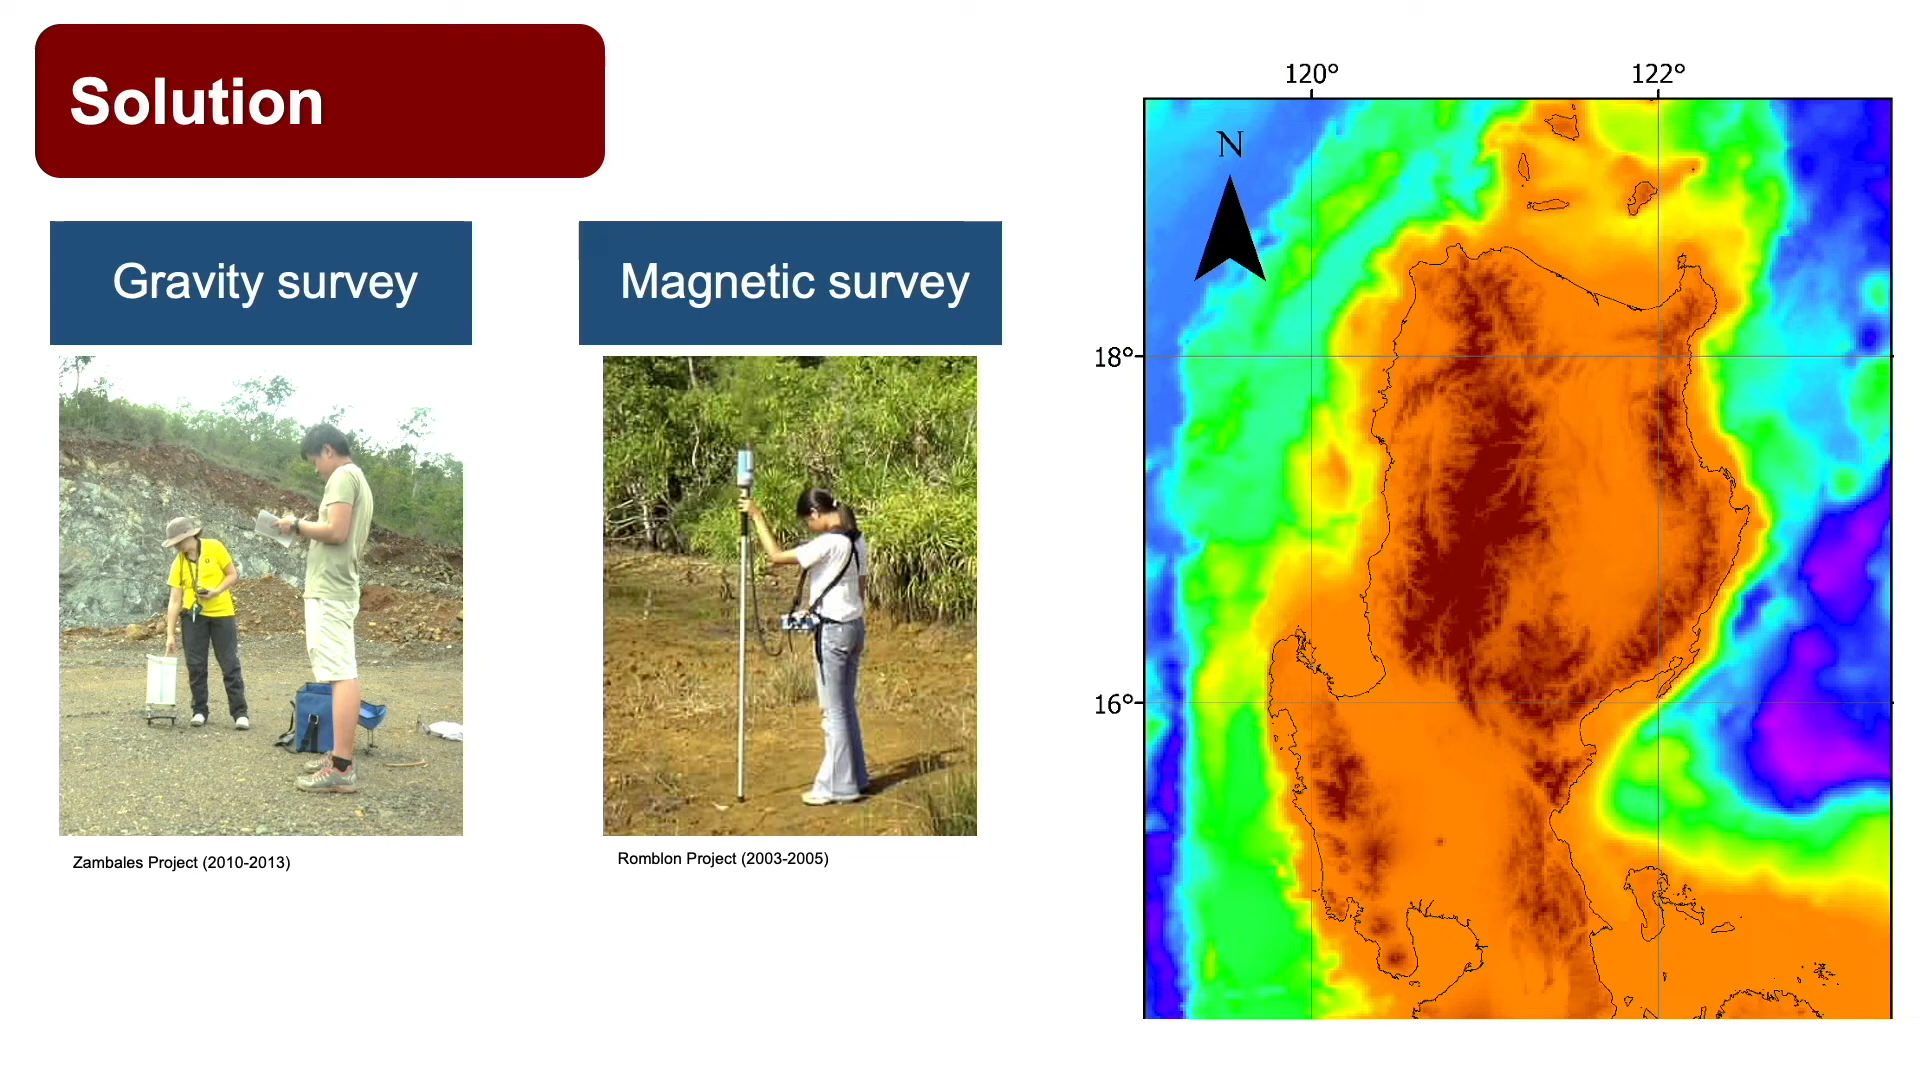 Solution
Gravity survey
Magnetic survey
Zambales Project (2010-2013)
Romblon Project (2003-2005)
120°
122°
N
18°
16°